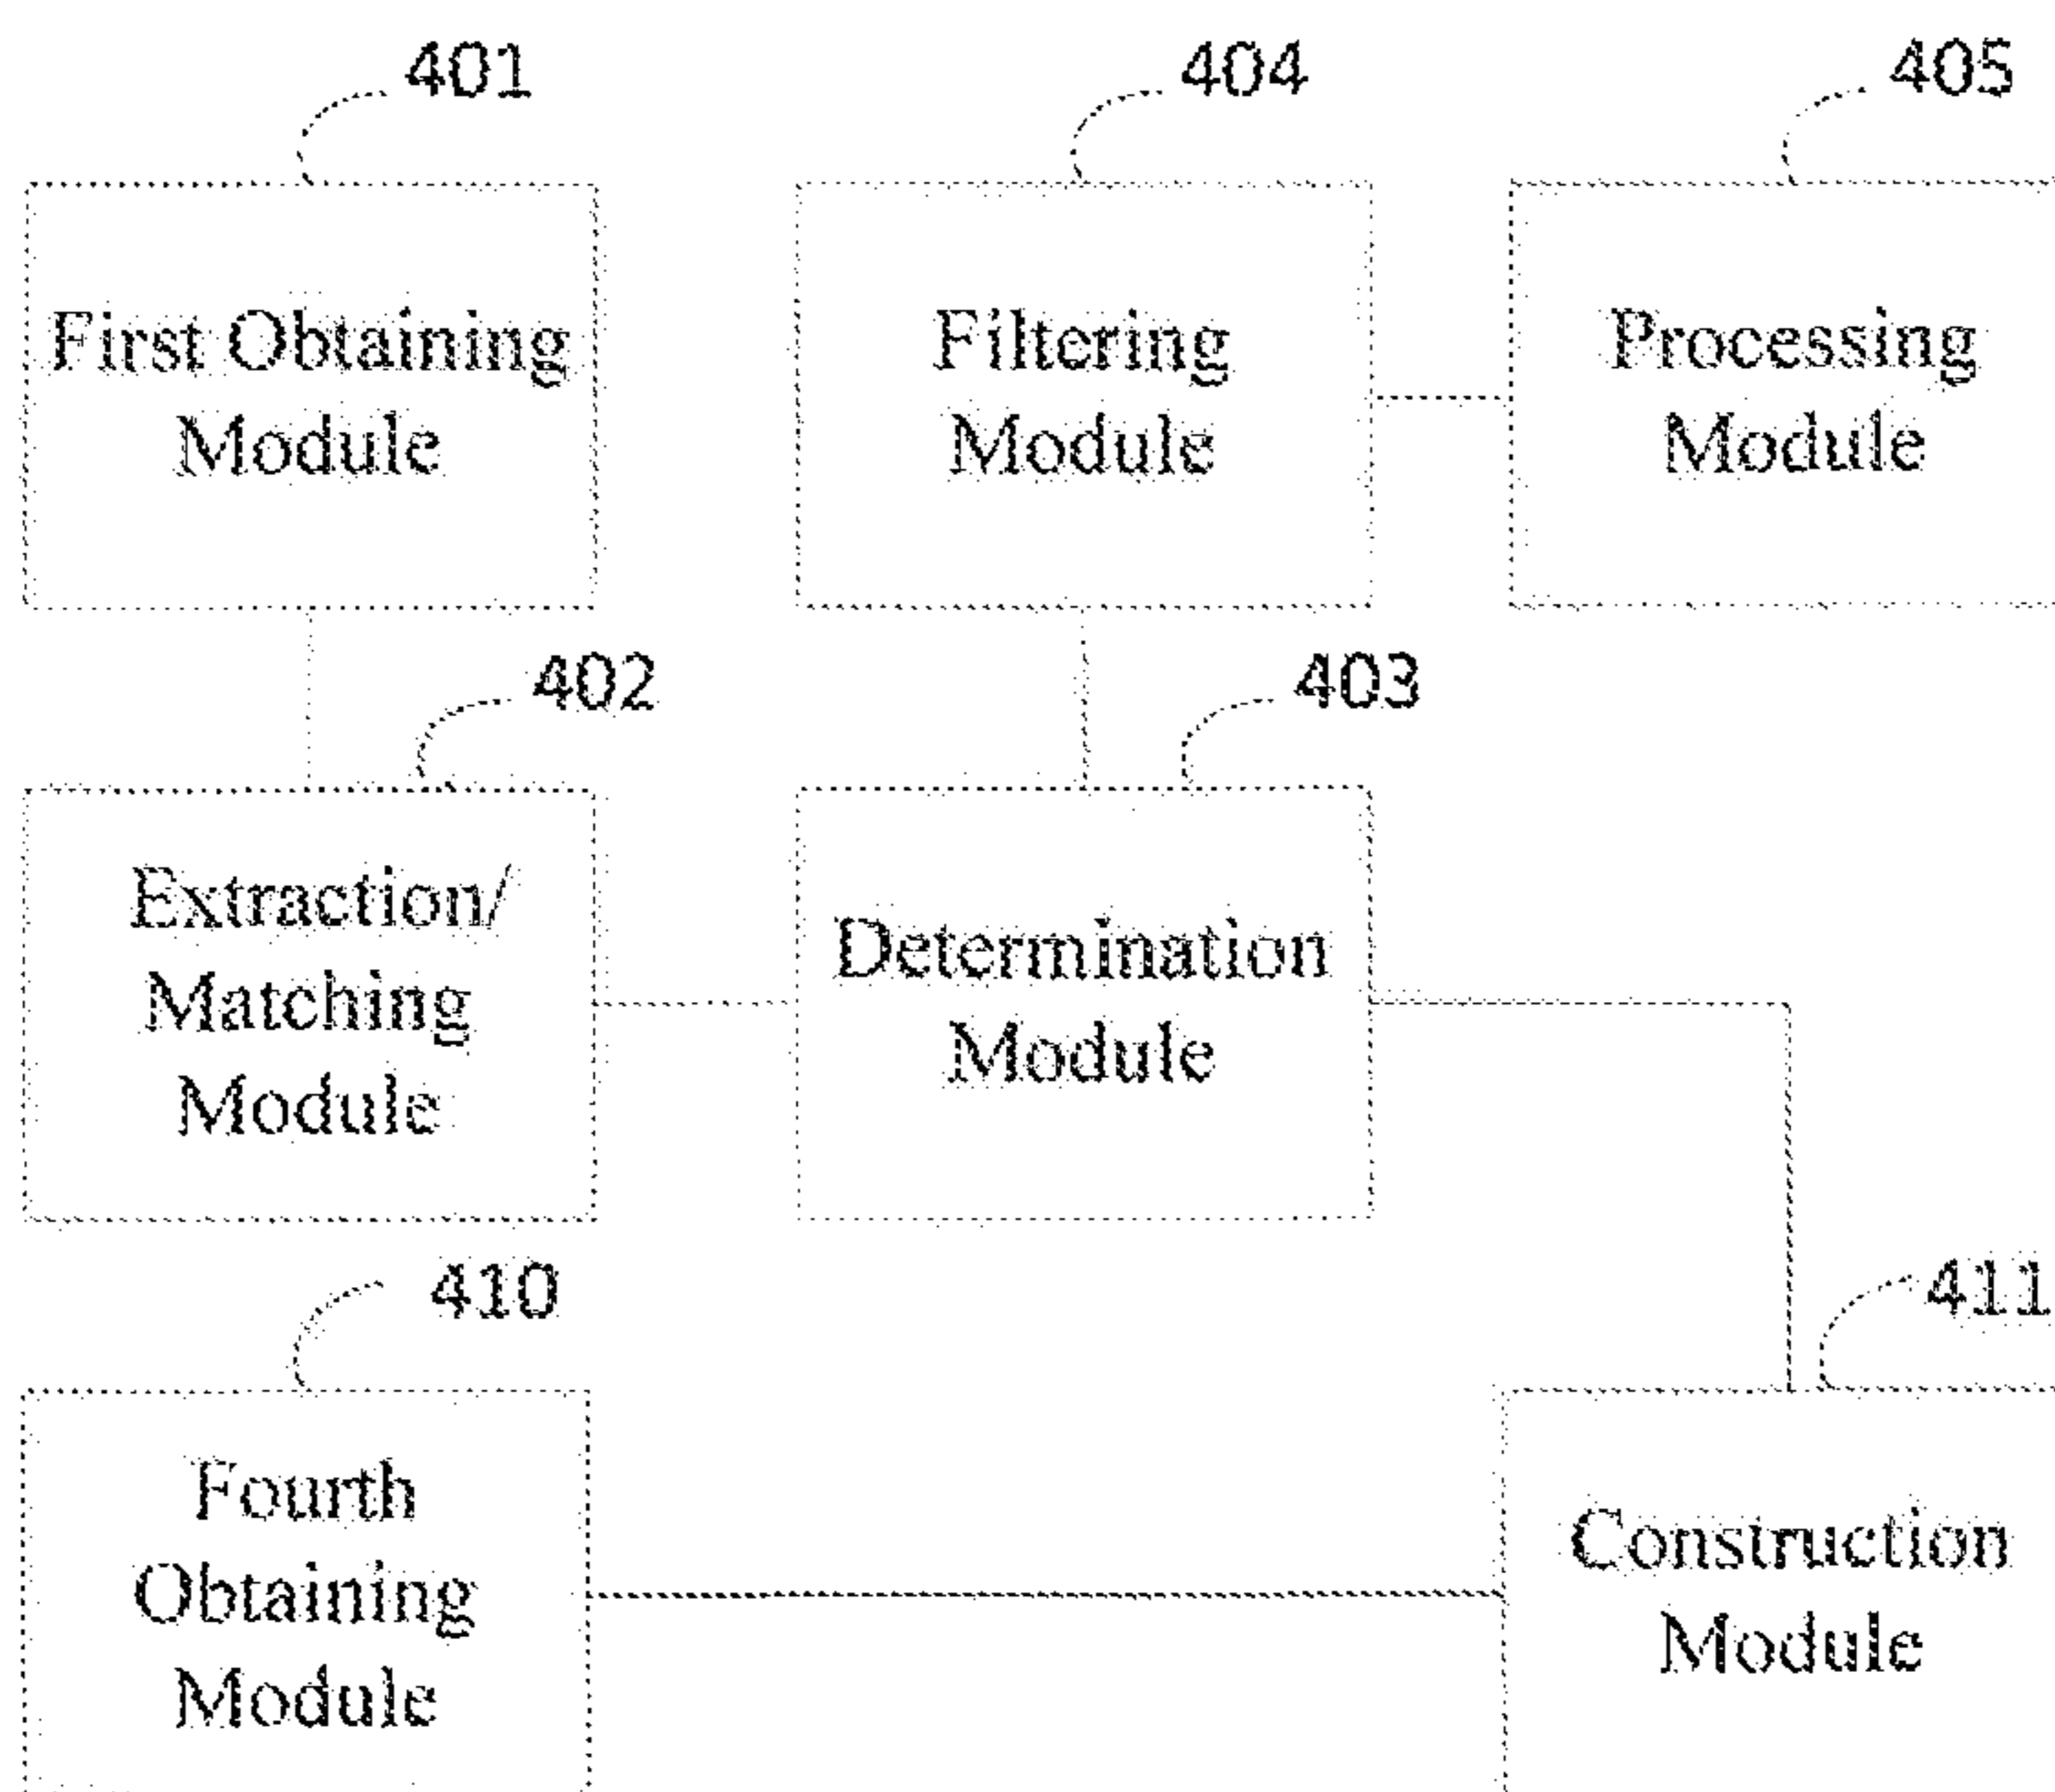 401
404
405
First Obtaining
Module
Filtering
Module
Processing
Module
402
403
Extraction/
Matching
Module
Determination
Module
410
411
Fourth
Obtaining
Module
Construction
Module